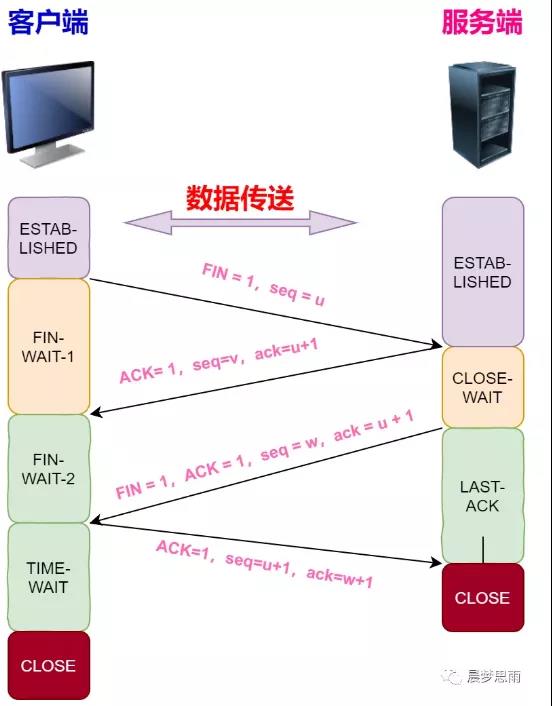 客户端
服务端
数据传送
ESTAB-
LISHED
ESTAB-
LISHED
FIN = 1， seq = u
FIN-
WAIT-1
ACK= 1，seq=v，ack=u+1
CLOSE-
WAIT
FIN = 1，ACK = 1，seq = w，ack = u + 1
FIN-
WAIT-2
LAST-
ACK
ACK=1，seq=u+1，ack=w+1
TIME-
WAIT
CLOSE
CLOSE
晨梦思雨